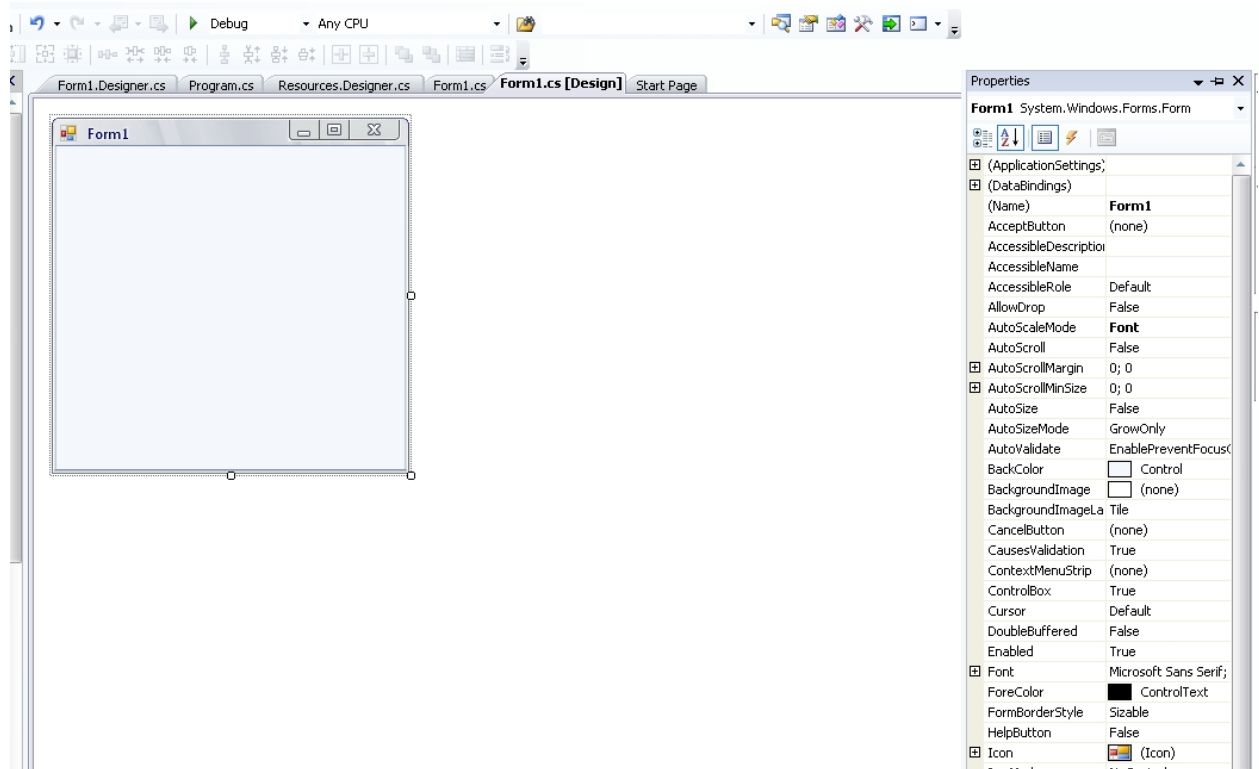 Debug Any CPU
Form1.Designer.cs Program.cs Resources.Designer.cs Form1.cs Form1.cs [Design] Start Page
Form1
Properties
Form1 System.Windows.Forms.Form
(ApplicationSettings)
(DataBindings)
(Name) Form1
AcceptButton (none)
AccessibleDescription
AccessibleName
AccessibleRole Default
AllowDrop False
AutoScaleMode Font
AutoScroll False
AutoScrollMargin 0; 0
AutoScrollMinSize 0; 0
AutoSize False
AutoSizeMode GrowOnly
AutoValidate EnablePreventFocus
BackColor Control
BackgroundImage (none)
BackgroundImageLa Tile
CancelButton (none)
CausesValidation True
ContextMenuStrip (none)
ControlBox True
Cursor Default
DoubleBuffered False
Enabled True
Font Microsoft Sans Serif;
ForeColor ControlText
FormBorderStyle Sizable
HelpButton False
Icon (Icon)